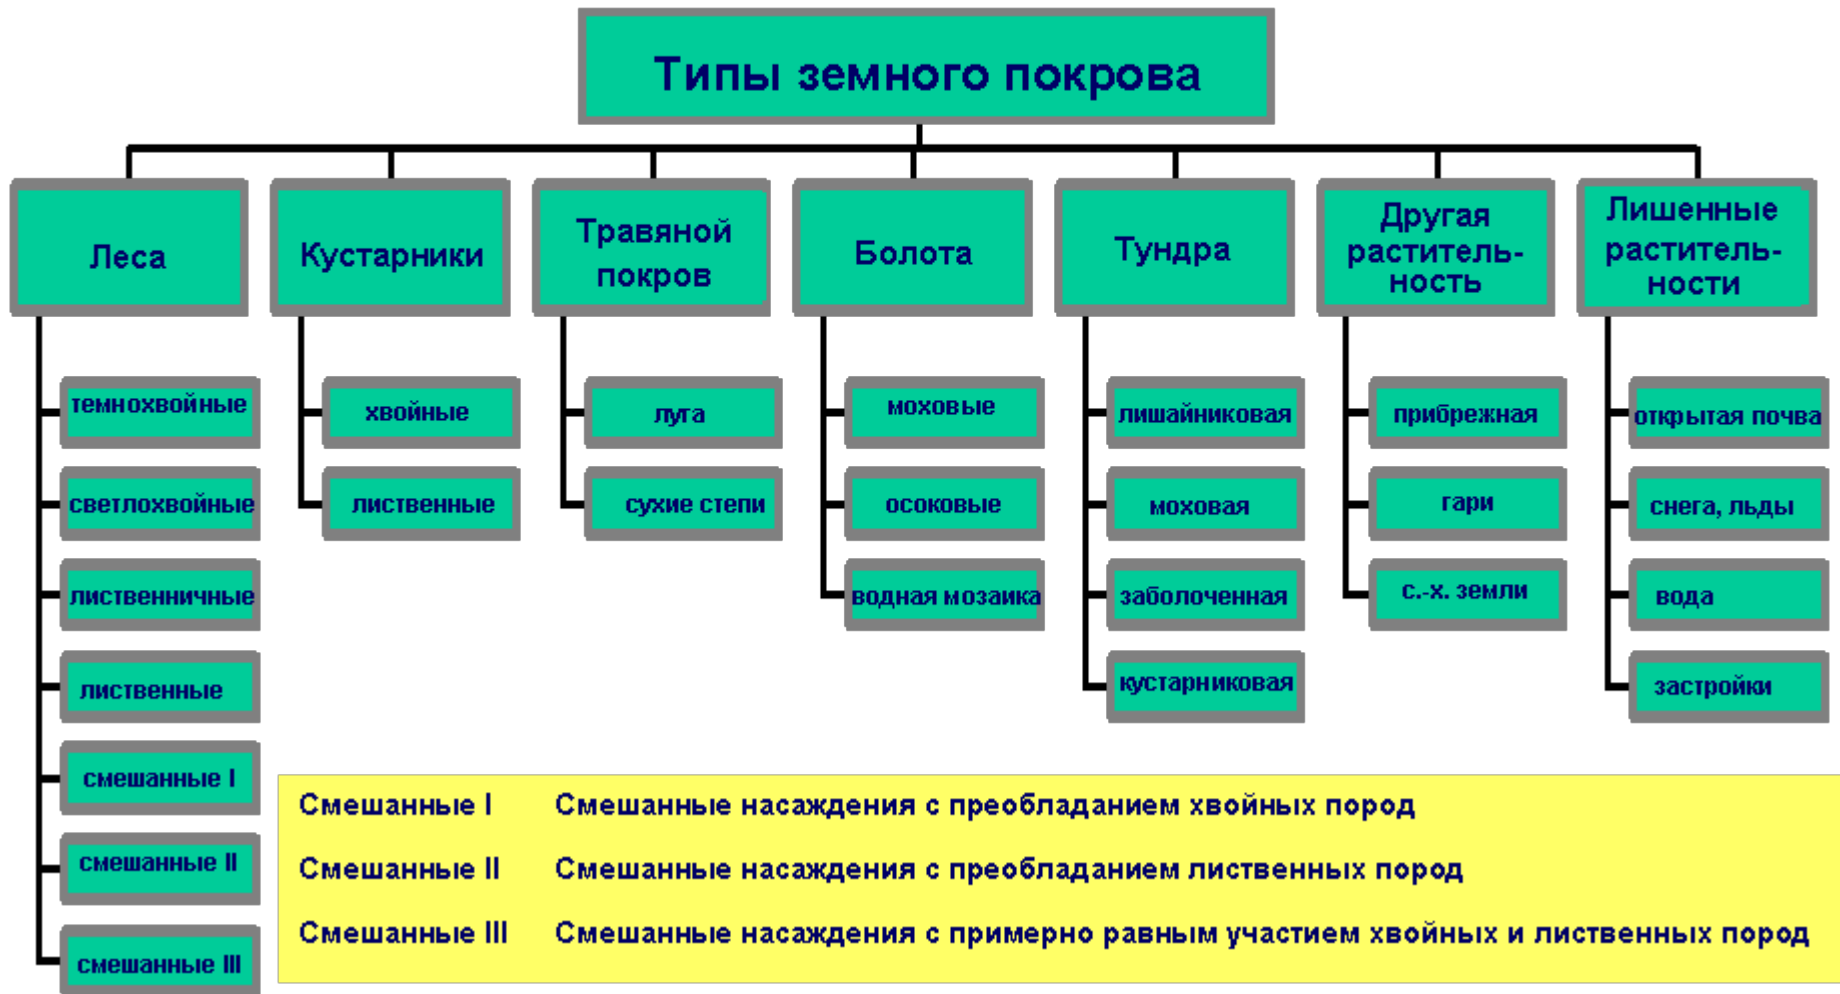 Типы земного покрова
Леса
темнохвойные
светлохвойные
лиственничные
лиственные
смешанные I
смешанные II
смешанные III
Кустарники
хвойные
лиственные
Травяной
покров
луга
сухие степи
Болота
моховые
осоковые
водная мозаика
Тундра
лишайниковая
моховая
заболоченная
кустарниковая
Другая
раститель-
ность
прибрежная
гари
с.-х. земли
Лишенные
раститель-
ности
открытая почва
снега, льды
вода
застройки
Смешанные I Смешанные насаждения с преобладанием хвойных пород
Смешанные II Смешанные насаждения с преобладанием лиственных пород
Смешанные III Смешанные насаждения с примерно равным участием хвойных и лиственных пород